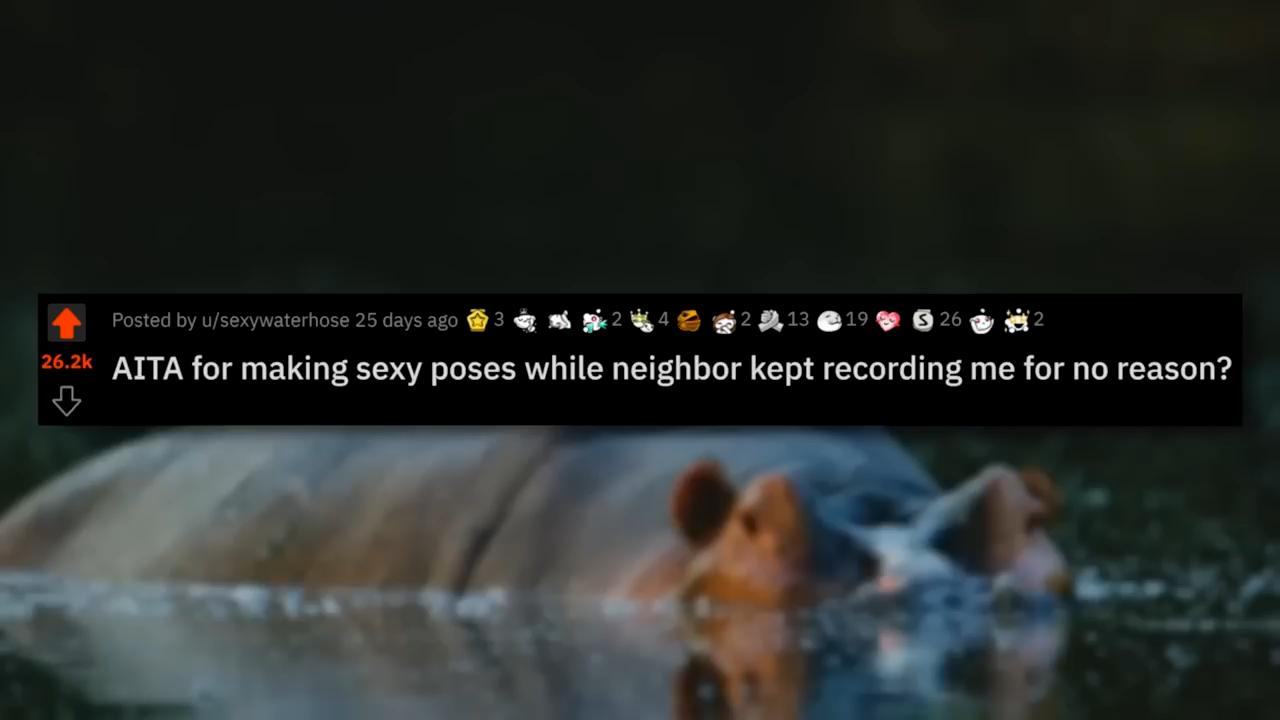 Posted by u/sexywaterhose 25 days ago 3 2 4 2 13 19 S 26 2
26.2k
AITA for making sexy poses while neighbor kept recording me for no reason?